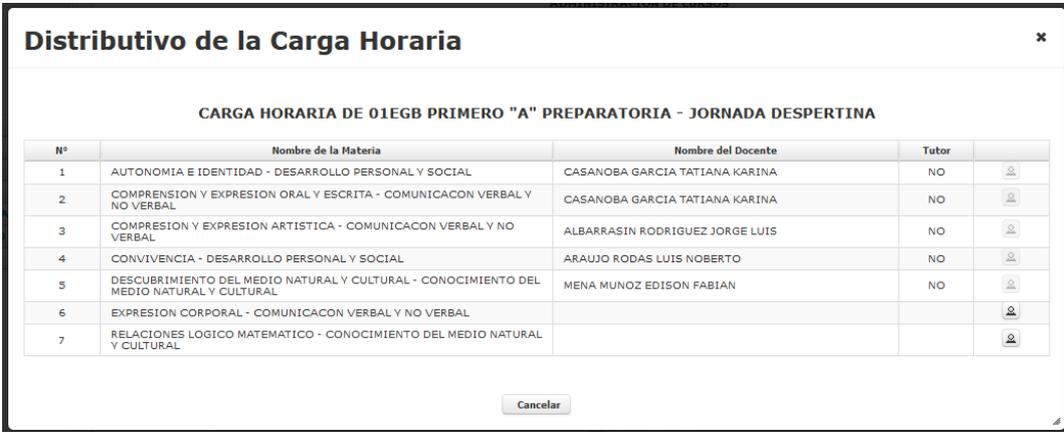 ADMINISTRACION DE CURSOS
Distributivo de la Carga Horaria
CARGA HORARIA DE 01EGB PRIMERO "A" PREPARATORIA - JORNADA DESPERTINA
Nº Nombre de la Materia Nombre del Docente Tutor
1 AUTONOMIA E IDENTIDAD - DESARROLLO PERSONAL Y SOCIAL CASANOBA GARCIA TATIANA KARINA NO
2 COMPRENSION Y EXPRESION ORAL Y ESCRITA - COMUNICACON VERBAL Y
NO VERBAL CASANOBA GARCIA TATIANA KARINA NO
3 COMPRESION Y EXPRESION ARTISTICA - COMUNICACON VERBAL Y NO
VERBAL ALBARRASIN RODRIGUEZ JORGE LUIS NO
4 CONVIVENCIA - DESARROLLO PERSONAL Y SOCIAL ARAUJO RODAS LUIS NOBERTO NO
5 DESCUBRIMIENTO DEL MEDIO NATURAL Y CULTURAL - CONOCIMIENTO DEL
MEDIO NATURAL Y CULTURAL MENA MUNOZ EDISON FABIAN NO
6 EXPRESION CORPORAL - COMUNICACON VERBAL Y NO VERBAL
7 RELACIONES LOGICO MATEMATICO - CONOCIMIENTO DEL MEDIO NATURAL
Y CULTURAL
Cancelar